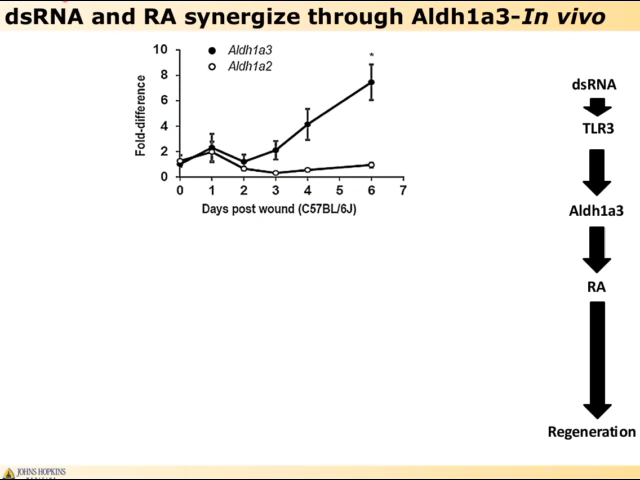 dsRNA and RA synergize through Aldh1a3-In vivo
10
8
6
4
2
0
Fold-difference
Aldh1a3
Aldh1a2
*
0 1 2 3 4 5 6 7
Days post wound (C57BL/6J)
dsRNA
TLR3
Aldh1a3
RA
Regeneration
JOHNS HOPKINS